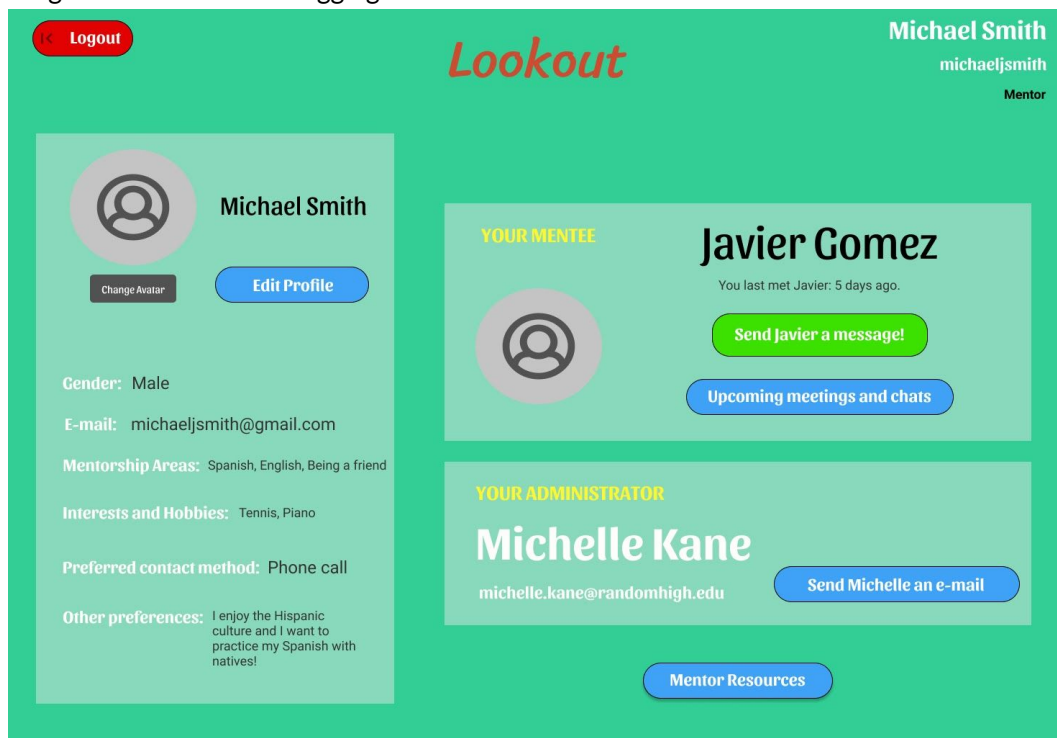 Logout
Lookout
Michael Smith
michaeljsmith
Mentor
Michael Smith
Change Avatar
Edit Profile
Gender: Male
E-mail: michaeljsmith@gmail.com
Mentorship Areas: Spanish, English, Being a friend
Interests and Hobbies: Tennis, Piano
Preferred contact method: Phone call
Other preferences: I enjoy the Hispanic
culture and I want to
practice my Spanish with
natives!
YOUR MENTEE
Javier Gomez
You last met Javier: 5 days ago.
Send Javier a message!
Upcoming meetings and chats
YOUR ADMINISTRATOR
Michelle Kane
michelle.kane@randomhigh.edu
Send Michelle an e-mail
Mentor Resources